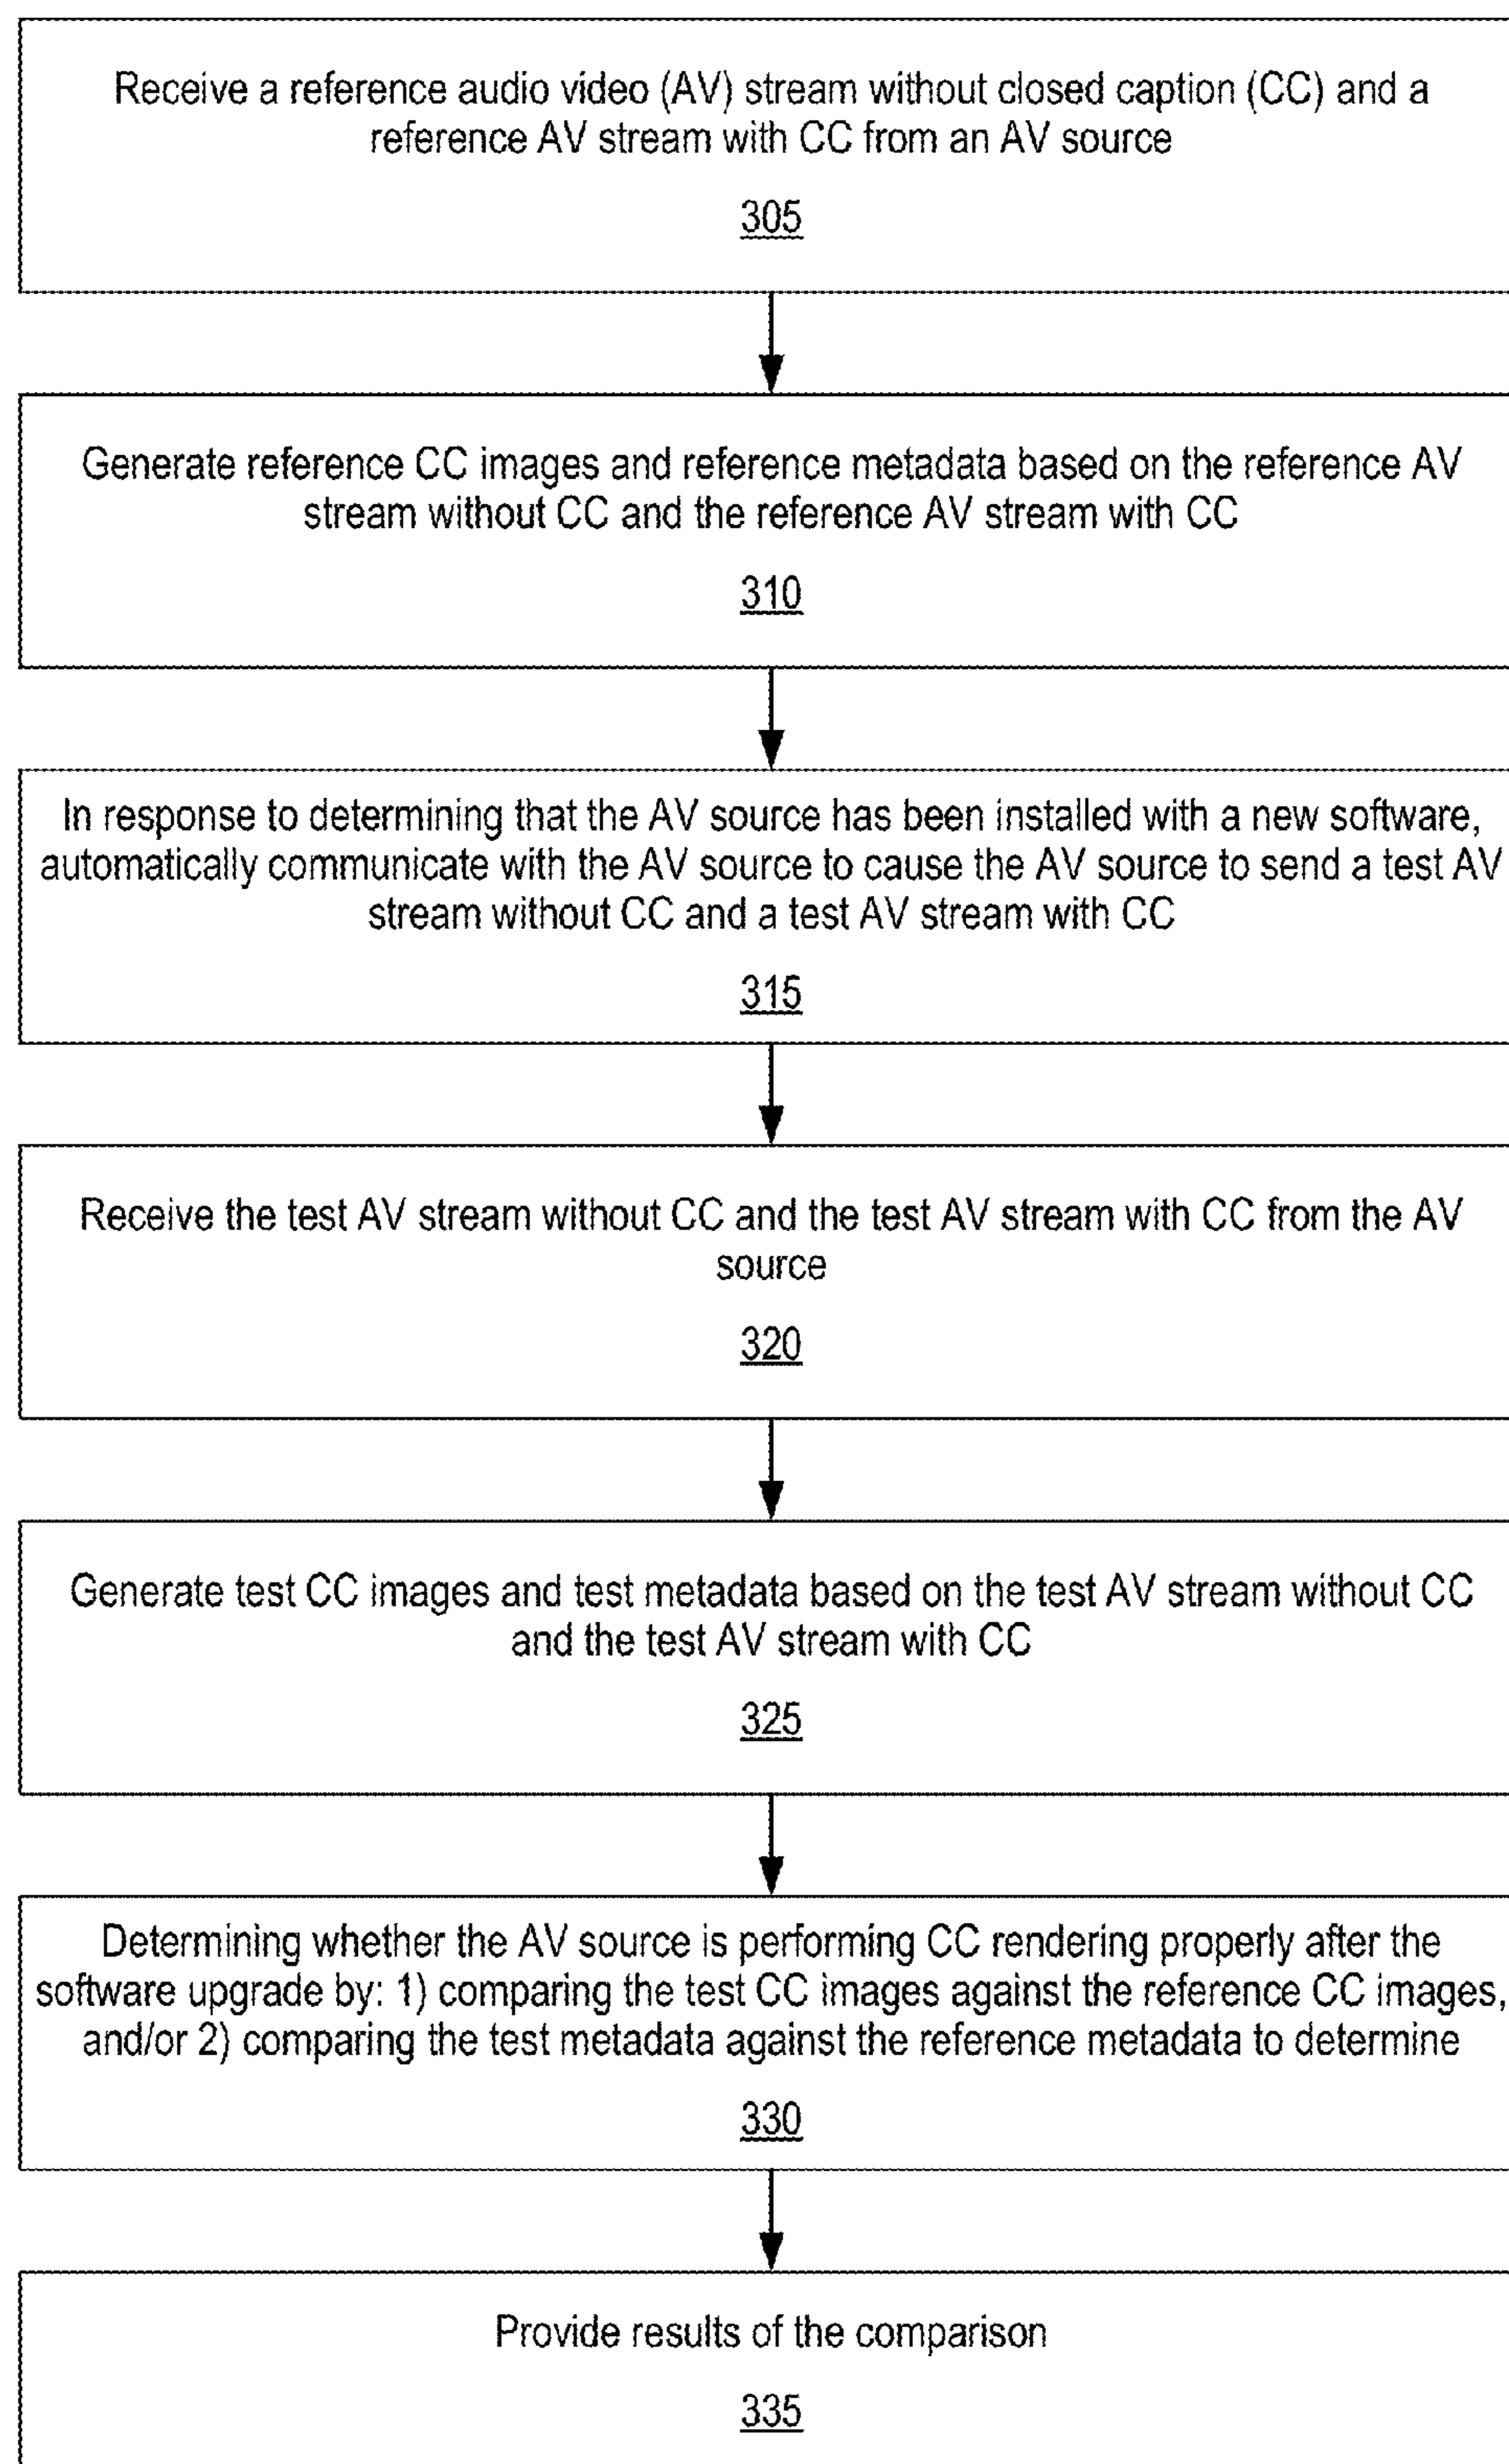 Receive a reference audio video (AV) stream without closed caption (CC) and a
reference AV stream with CC from an AV source
305
Generate reference CC images and reference metadata based on the reference AV
stream without CC and the reference AV stream with CC
310
In response to determining that the AV source has been installed with a new software,
automatically communicate with the AV source to cause the AV source to send a test AV
stream without CC and a test AV stream with CC
315
Receive the test AV stream without CC and the test AV stream with CC from the AV
source
320
Generate test CC images and test metadata based on the test AV stream without CC
and the test AV stream with CC
325
Determining whether the AV source is performing CC rendering properly after the
software upgrade by: 1) comparing the test CC images against the reference CC images,
and/or 2) comparing the test metadata against the reference metadata to determine
330
Provide results of the comparison
335